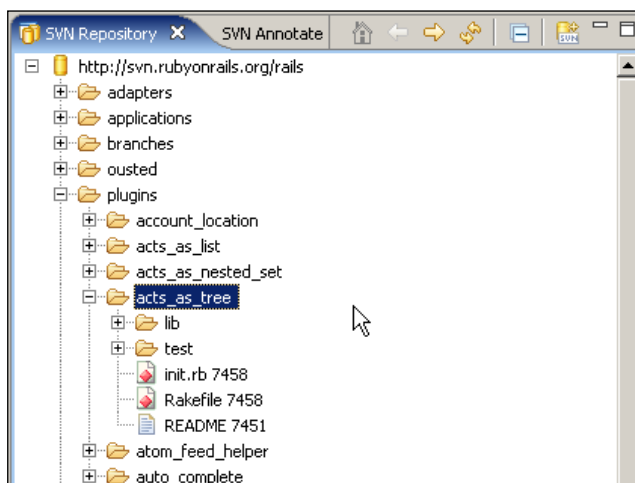 SVN Repository SVN Annotate SVN
http://svn.rubyonrails.org/rails
adapters
applications
branches
ousted
plugins
account_location
acts_as_list
acts_as_nested_set
acts_as_tree
lib
test
init.rb 7458
Rakefile 7458
README 7451
atom_feed_helper
auto_complete